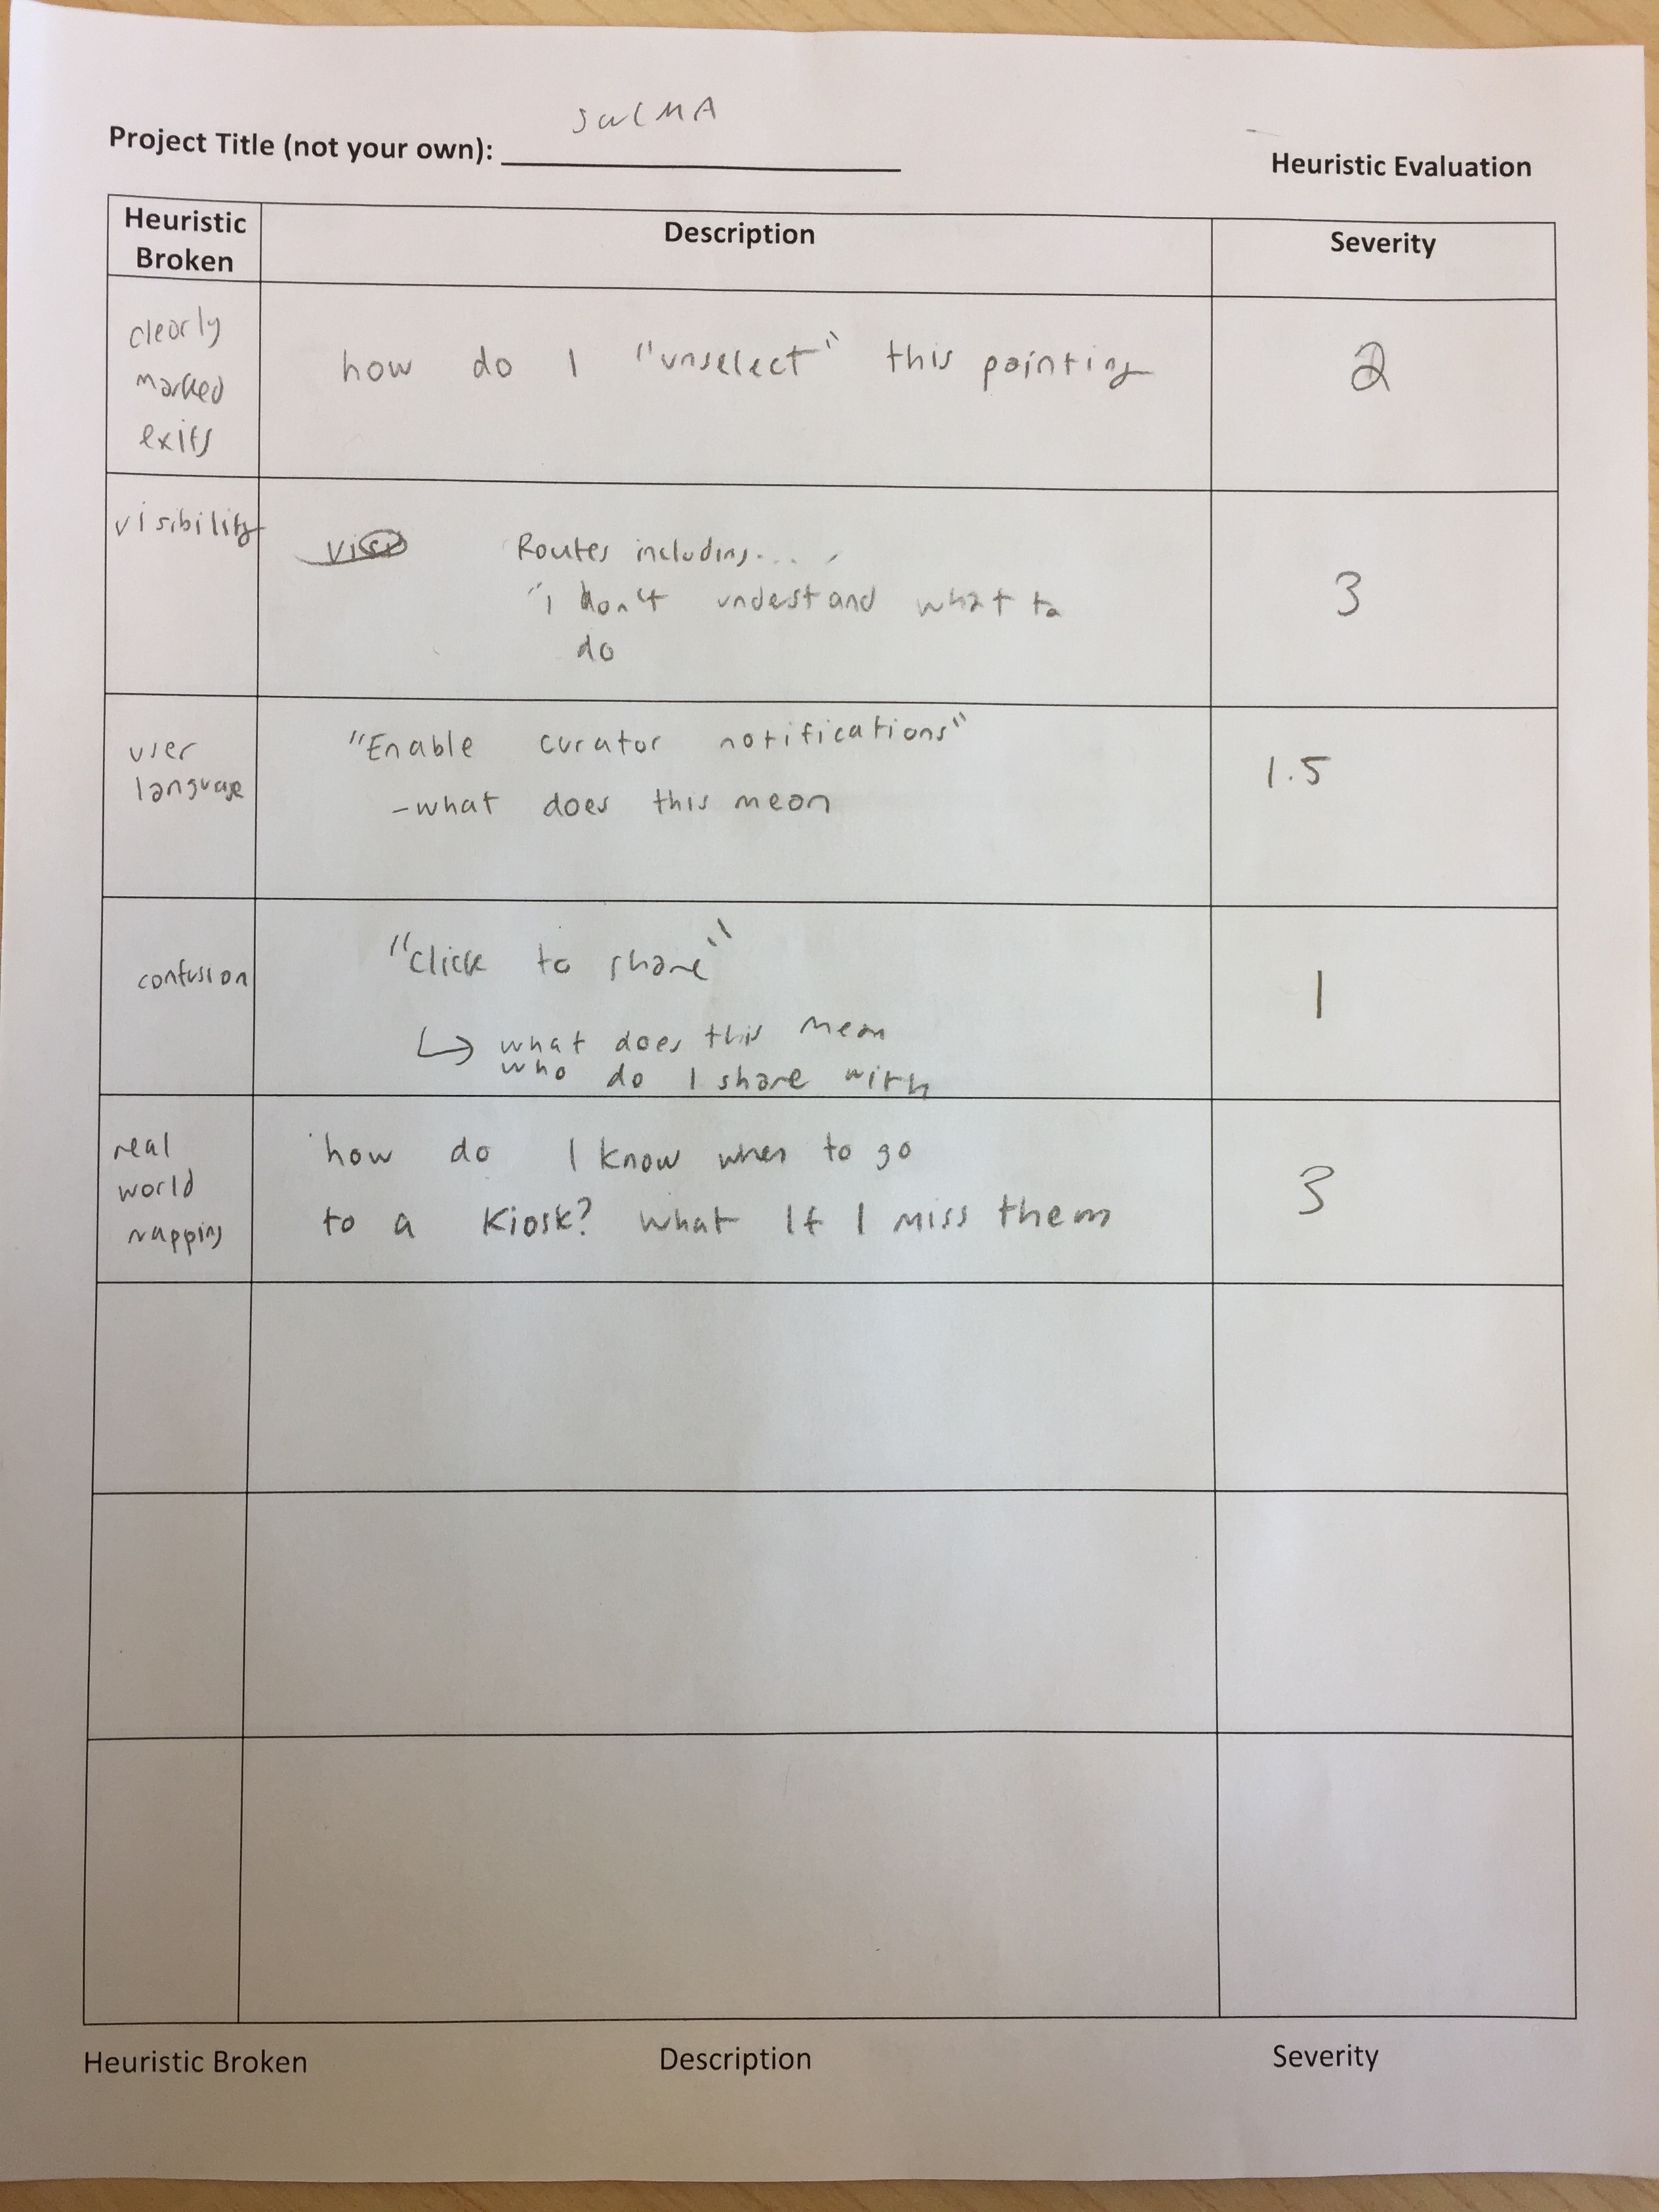 SWCMA
Project Title (not your own):
Heuristic Evaluation
Heuristic Broken
Description
Severity
clearly
marked
exits
how do I "unselect" this painting
2
visibility
Routes including....
"I don't undestand what to
do
3
user
language
"Enable curator notifications"
-what does this mean
1.5
confusion
"Click to share"
↳ what does this mean
who do I share with
1
real
world
mapping
how do I know when to go
to a Kiosk? What If I miss them
3
Heuristic Broken
Description
Severity